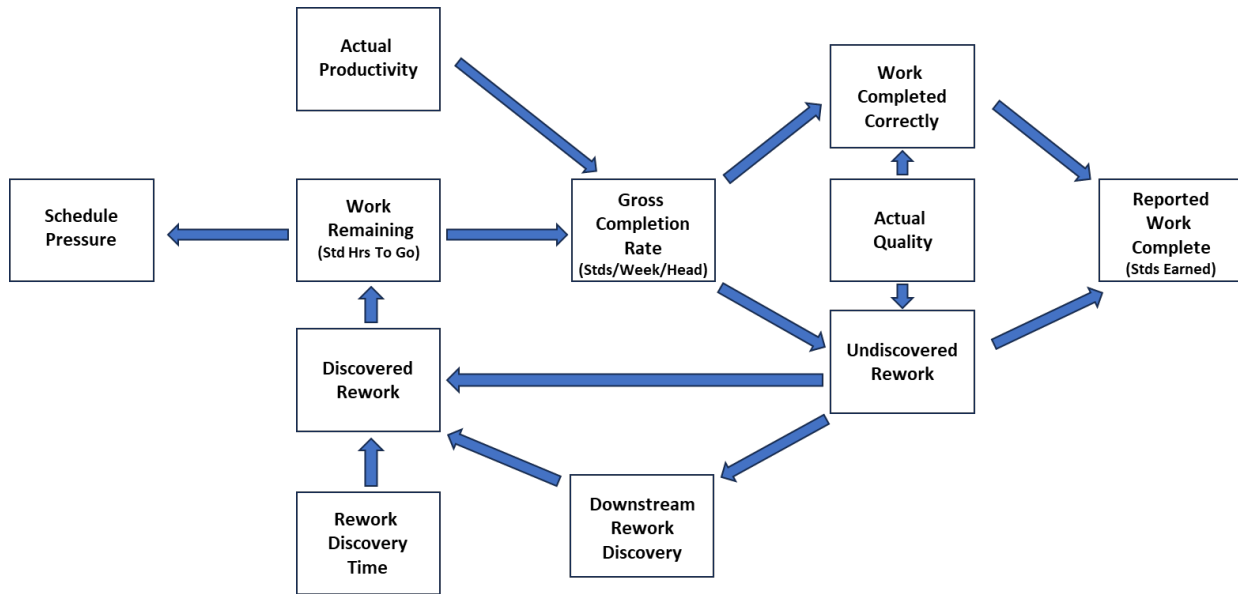 Actual
Productivity
Work
Completed
Correctly
Schedule
Pressure
Work
Remaining
(Std Hrs To Go)
Gross
Completion
Rate
(Stds/Week/Head)
Actual
Quality
Reported
Work
Complete
(Stds Earned)
Discovered
Rework
Undiscovered
Rework
Rework
Discovery
Time
Downstream
Rework
Discovery